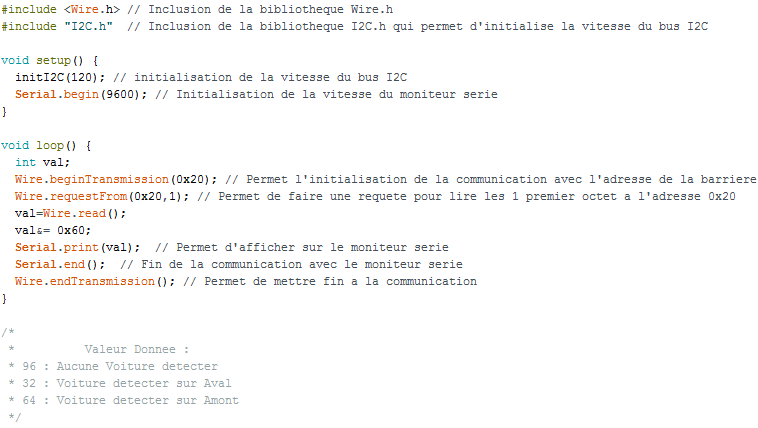 #include <Wire.h> // Inclusion de la bibliotheque Wire.h
#include "I2C.h"  // Inclusion de la bibliotheque I2C.h qui permet d'initialise la vitesse du bus I2C

void setup() {
  initI2C(120); // initialisation de la vitesse du bus I2C
  Serial.begin(9600); // Initialisation de la vitesse du moniteur serie
}

void loop() {
  int val;
  Wire.beginTransmission(0x20); // Permet l'initialisation de la communication avec l'adresse de la barriere
  Wire.requestFrom(0x20,1); // Permet de faire une requete pour lire les 1 premier octet a l'adresse 0x20
  val=Wire.read();
  val&= 0x60;
  Serial.print(val);  // Permet d'afficher sur le moniteur serie
  Serial.end();  // Fin de la communication avec le moniteur serie
  Wire.endTransmission(); // Permet de mettre fin a la communication
}

/*
 *          Valeur Donnee :
 * 96 : Aucune Voiture detecter
 * 32 : Voiture detecter sur Aval
 * 64 : Voiture detecter sur Amont
 */